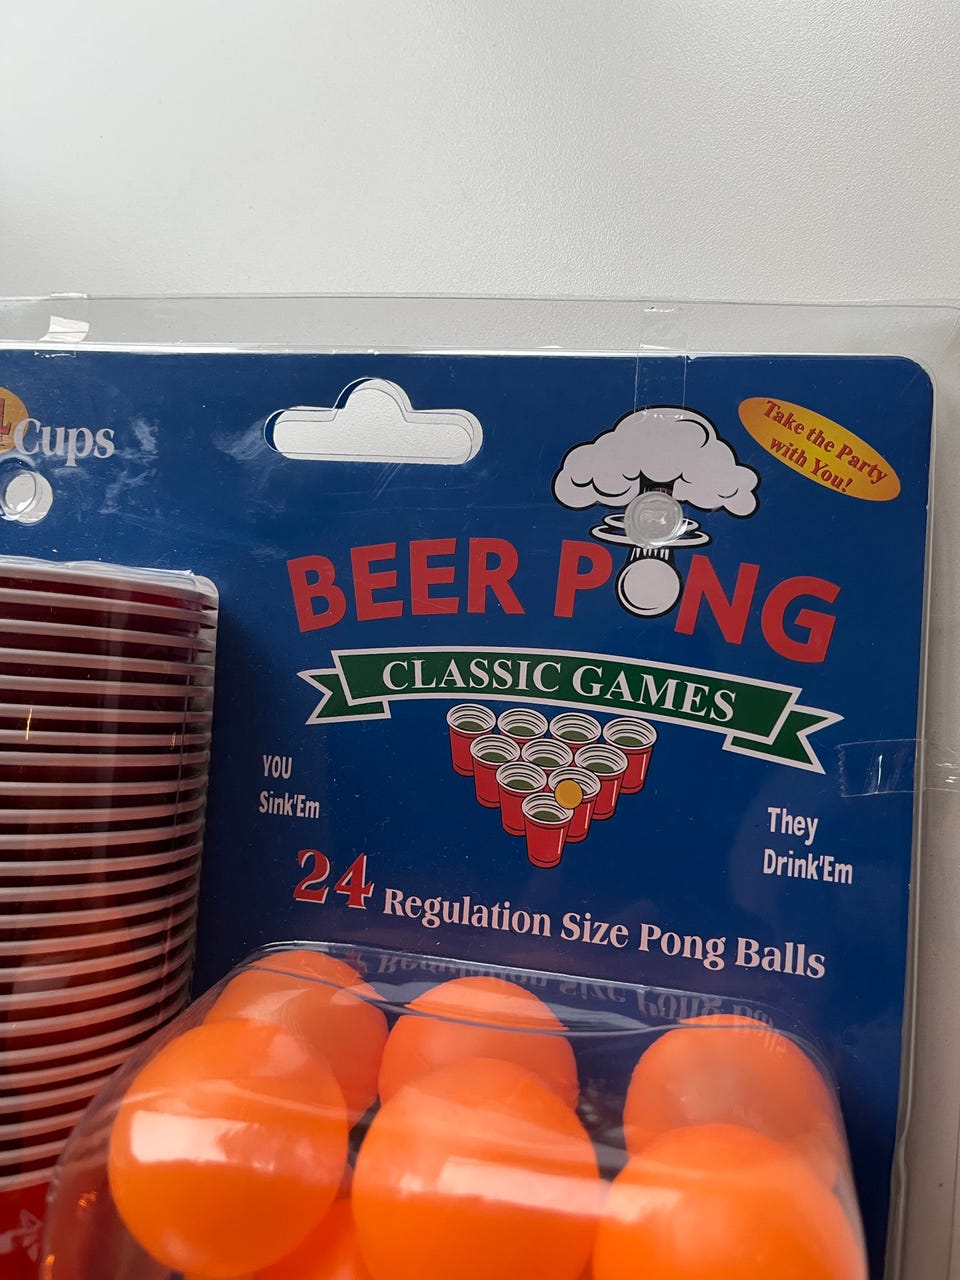 Cups
Take the Party
with You!
BEER PONG
CLASSIC GAMES
YOU
Sink'Em
They
Drink'Em
24 Regulation Size Pong Balls